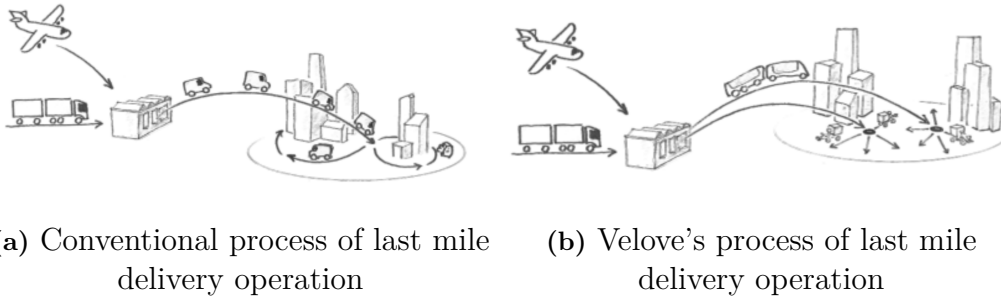 (a) Conventional process of last mile
delivery operation
(b) Velove's process of last mile
delivery operation